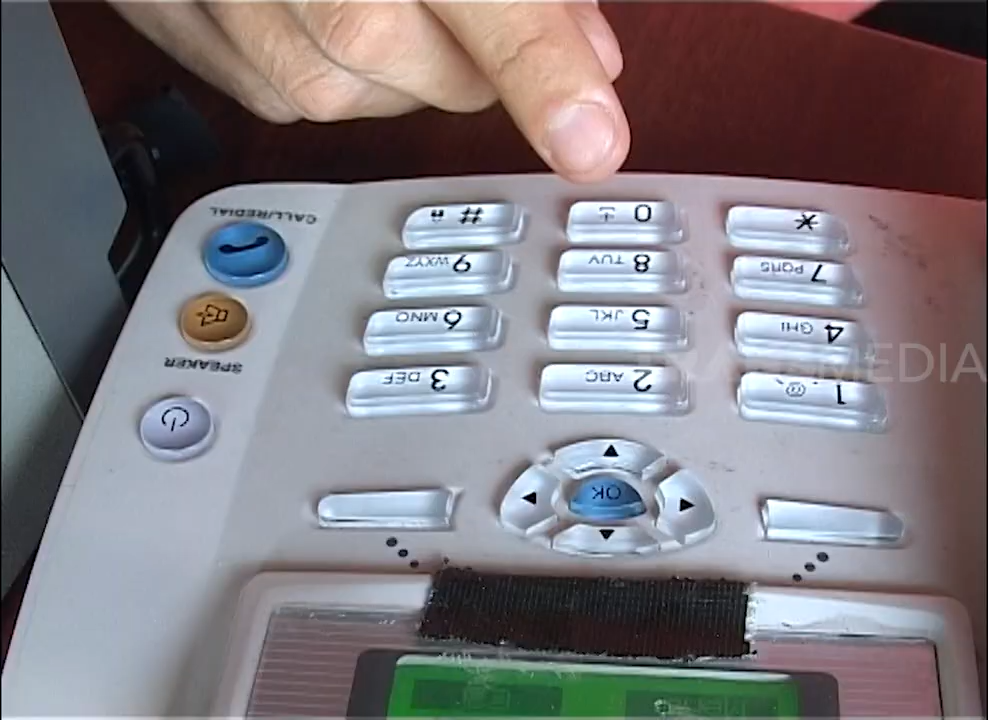 OK
1 @
2 ABC
3 DEF
SPEAKER
4 GHI
5 JKL
6 MNO
7 PQRS
8 TUV
9 WXYZ
*
0
#
CALL/REDIAL
TRANSMEDIA